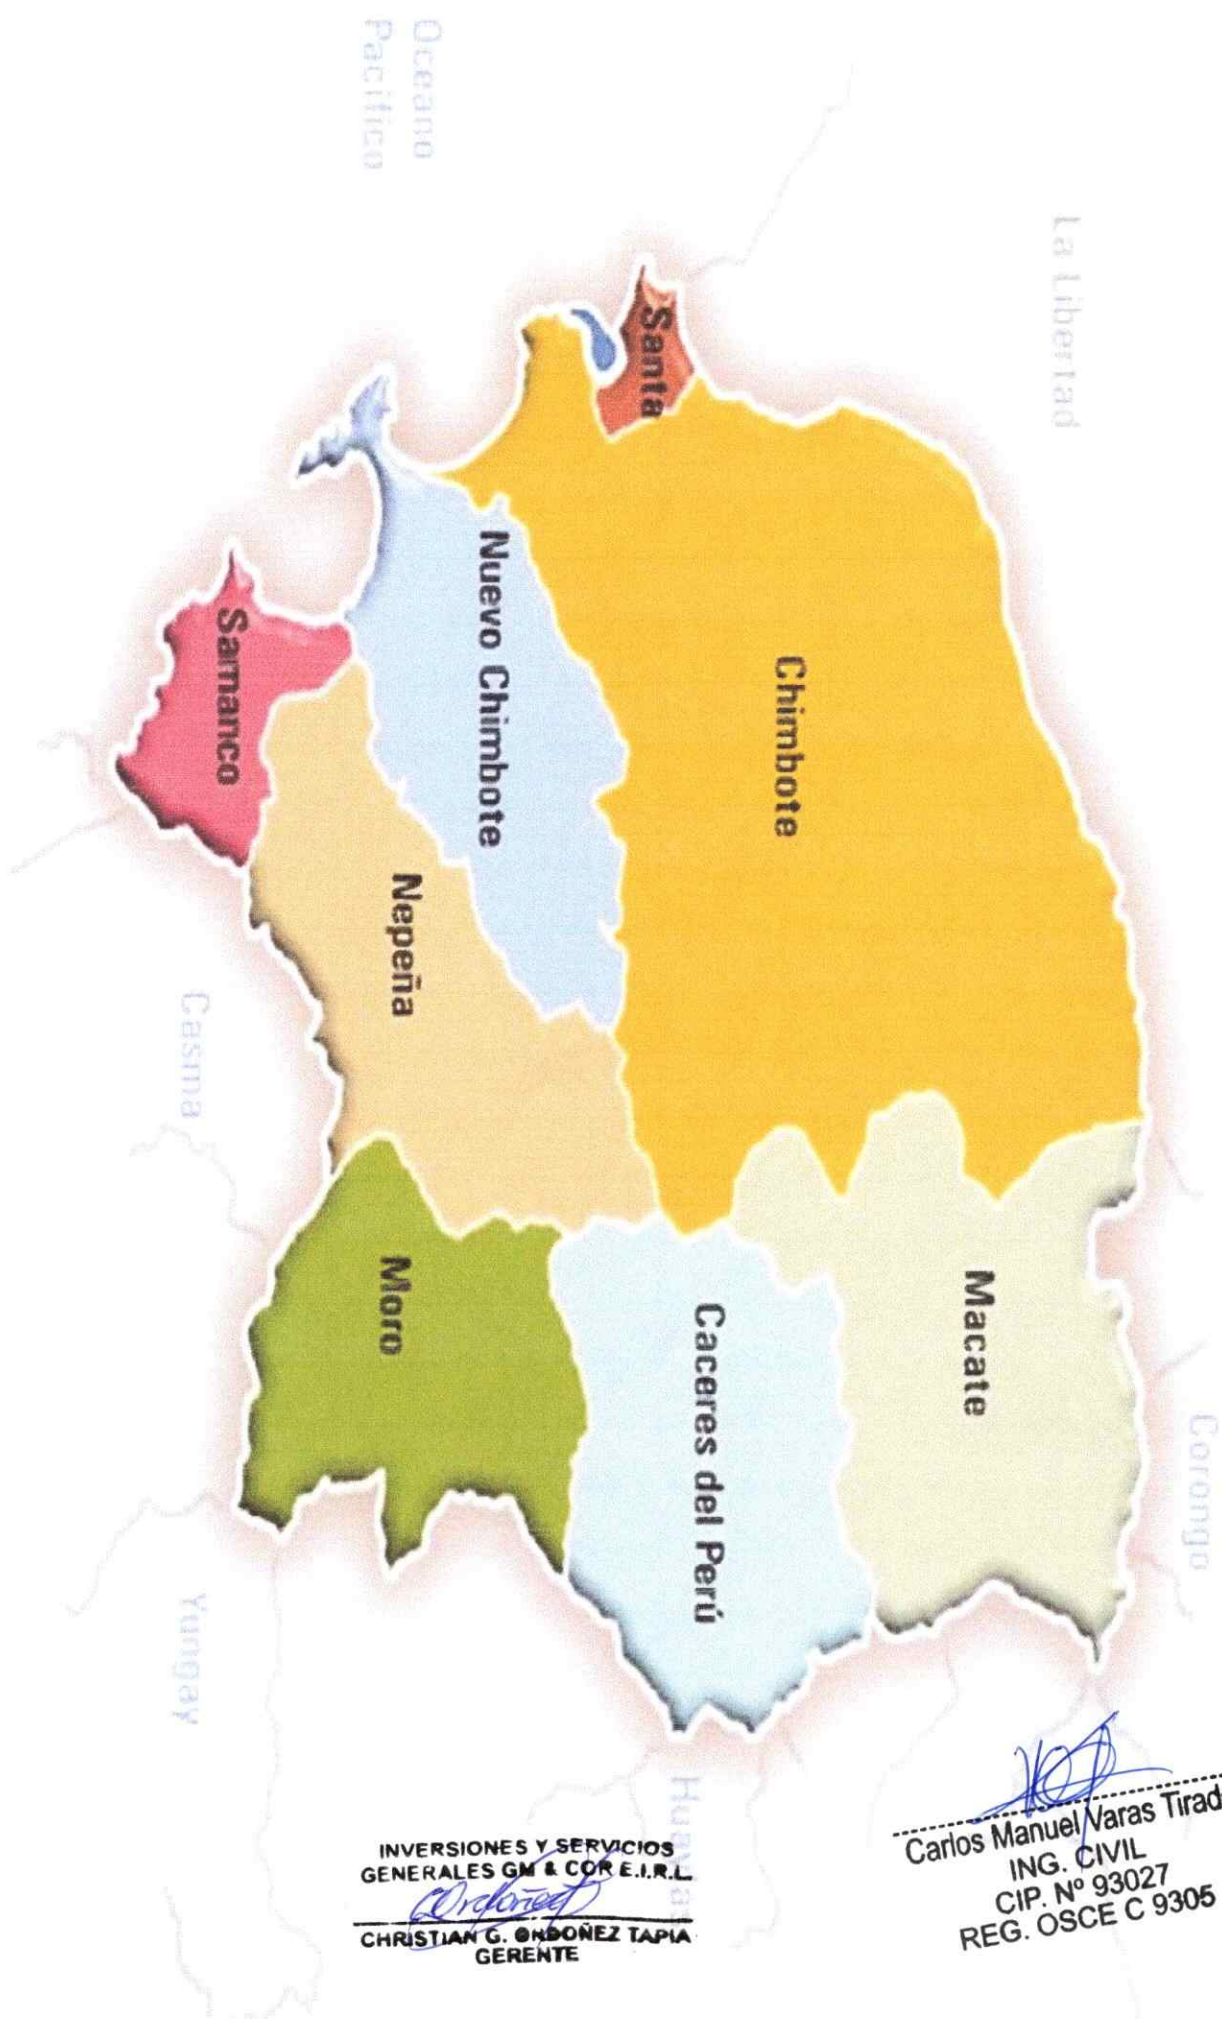 Oceano
Pacifico
La Libertad
Santa
Chimbote
Nuevo Chimbote
Samanco
Nepeña
Macate
Caceres del Perú
Moro
Casma
Corongo
Yungay
INVERSIONES Y SERVICIOS
GENERALES GM & COR E.I.R.L.
CHRISTIAN G. ORDOÑEZ TAPIA
GERENTE
Carlos Manuel Varas Tirad
ING. CIVIL
CIP. Nº 93027
REG. OSCE C 9305